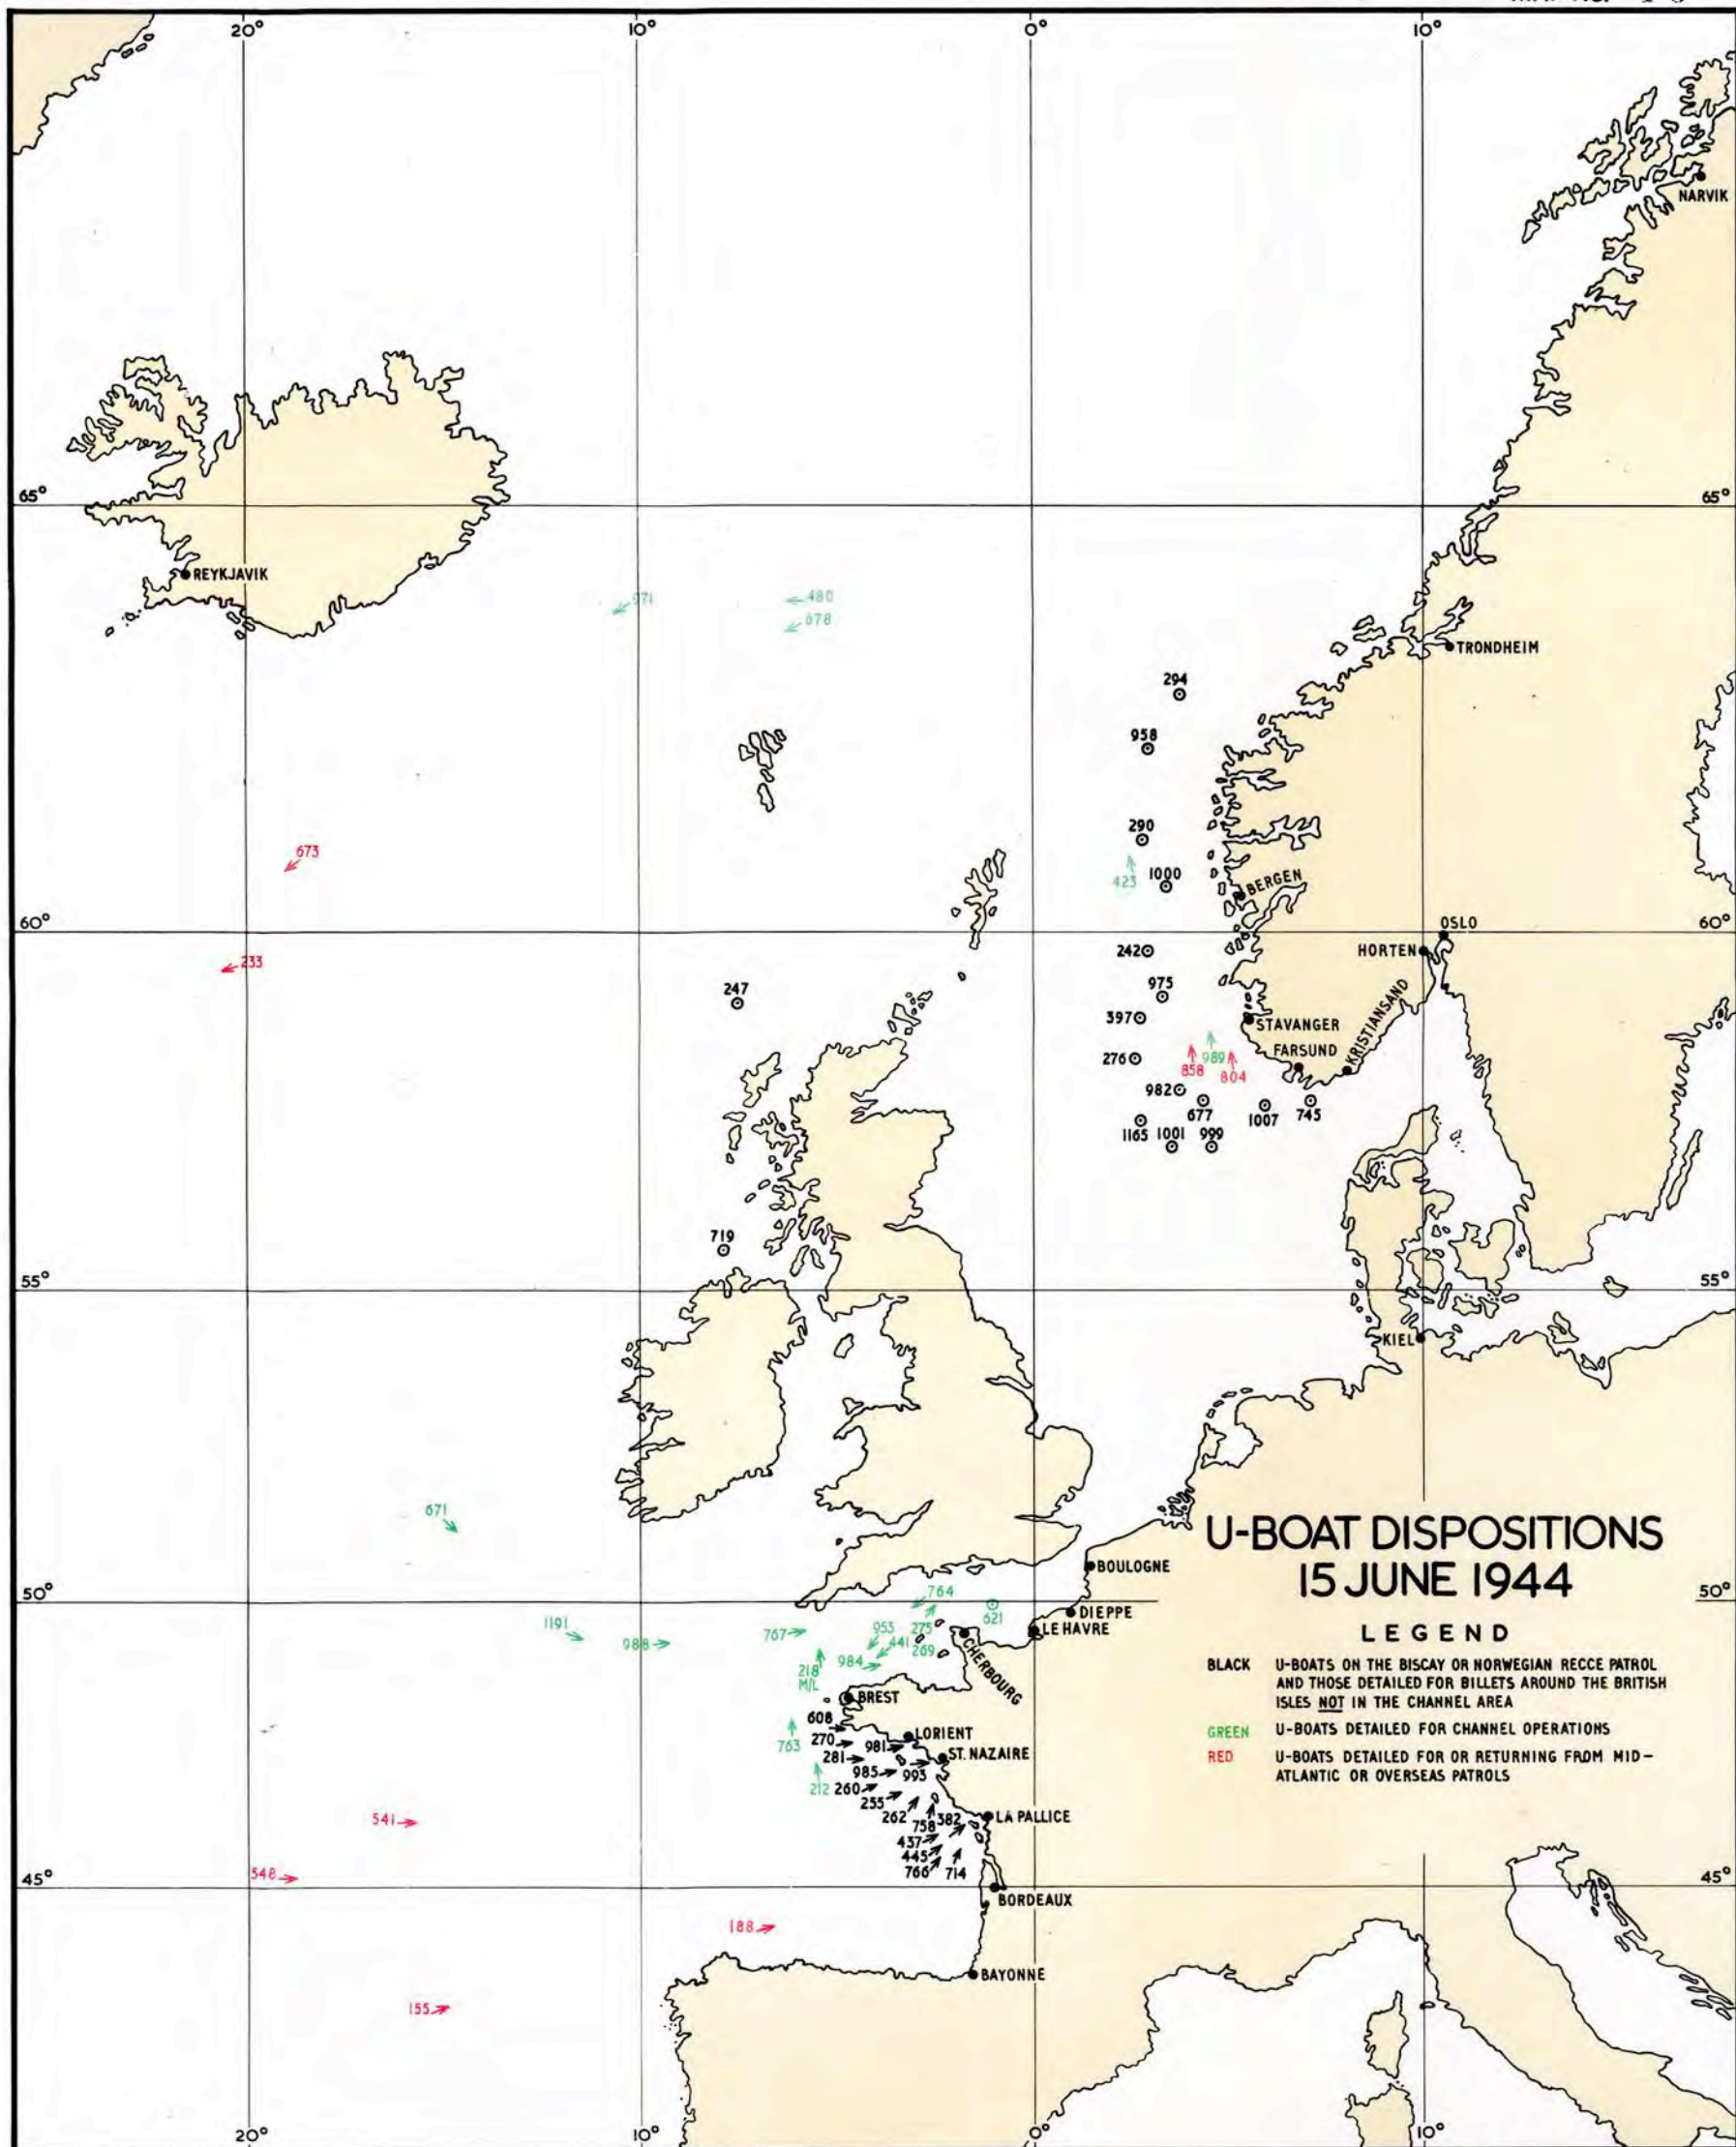 20°
10°
0°
10°
NARVIK
65°
65°
REYKJAVIK
971
480
678
TRONDHEIM
294
958
290
673
423
1000
BERGEN
60°
60°
OSLO
HORTEN
242
233
247
975
397
STAVANGER
KRISTIANSAND
FARSUND
276
858
989
804
982
677
1007
745
1165
1001
999
719
55°
55°
KIEL
671
U-BOAT DISPOSITIONS
15 JUNE 1944
BOULOGNE
50°
50°
764
621
DIEPPE
LE HAVRE
1191
988
767
953
275
441
269
CHERBOURG
984
218
M/L
LEGEND
BLACK U-BOATS ON THE BISCAY OR NORWEGIAN RECCE PATROL
AND THOSE DETAILED FOR BILLETS AROUND THE BRITISH
ISLES NOT IN THE CHANNEL AREA
GREEN U-BOATS DETAILED FOR CHANNEL OPERATIONS
RED U-BOATS DETAILED FOR OR RETURNING FROM MID-
ATLANTIC OR OVERSEAS PATROLS
BREST
608
LORIENT
763
270
981
ST. NAZAIRE
281
985
993
212
260
255
262
758
382
LA PALLICE
541
437
445
766
714
548
45°
45°
BORDEAUX
188
BAYONNE
155
20°
10°
0°
10°